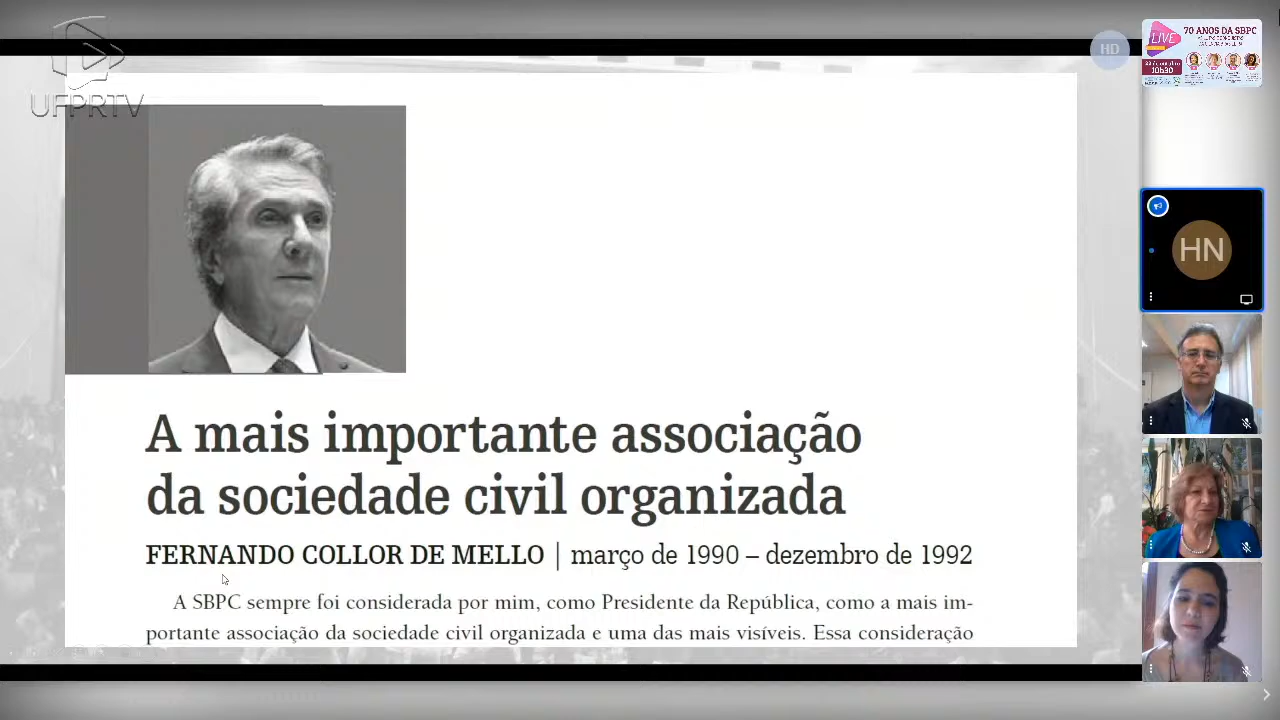 UFPRTV
HD
LIVE
70 ANOS DA SBPC
10h30
HN
A mais importante associação
da sociedade civil organizada
FERNANDO COLLOR DE MELLO | março de 1990 – dezembro de 1992
A SBPC sempre foi considerada por mim, como Presidente da República, como a mais im-
portante associação da sociedade civil organizada e uma das mais visíveis. Essa consideração